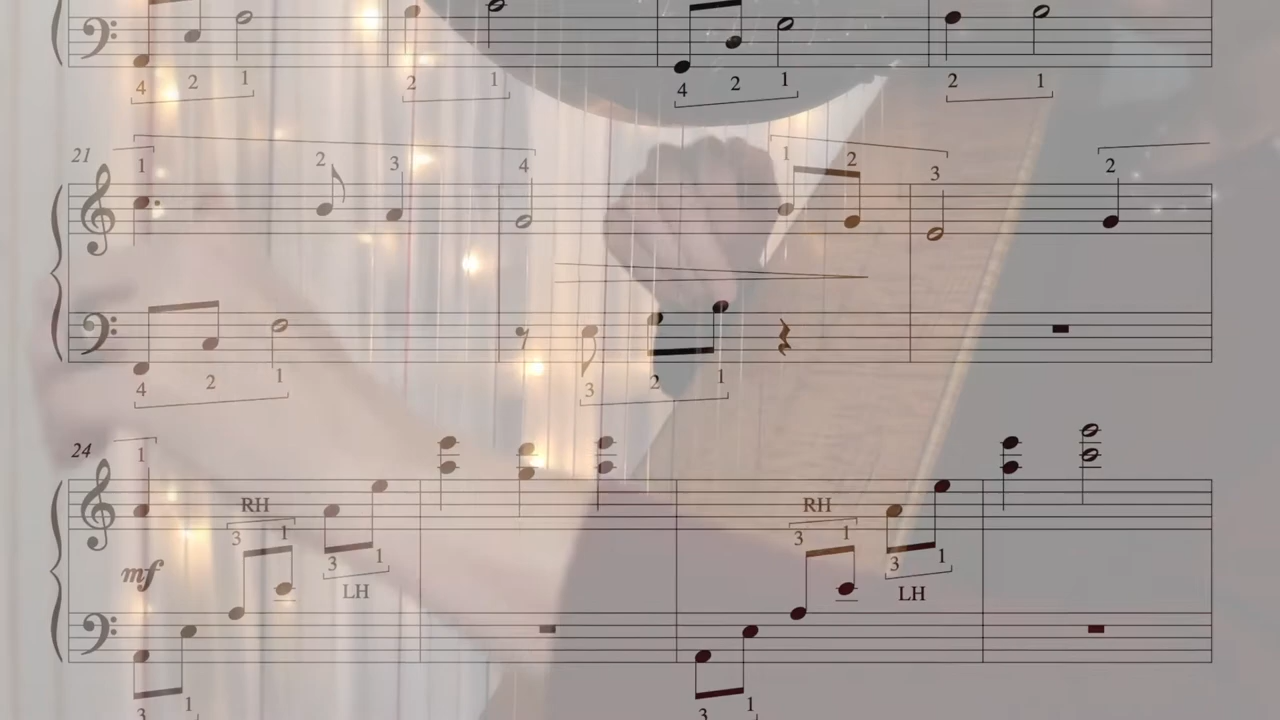 4 2 1 2 1 4 2 1 2 1
21 1 2 3 4 1 2 3 2
4 2 1 3 2 1
24 1
RH RH
3 1 3 1
mf 3 1 3 1
LH LH
3 1 3 1